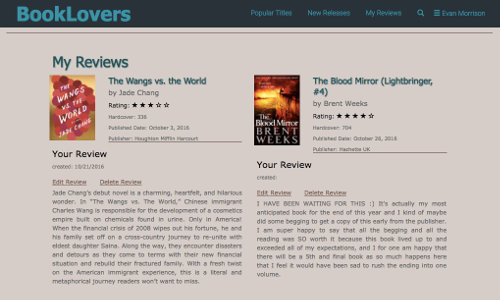 BookLovers
Popular Titles New Releases My Reviews Evan Morrison
My Reviews
THE WANGS VS. THE WORLD
JADE CHANG
The Wangs vs. the World
by Jade Chang
Rating: ★ ★ ★ ☆ ☆
Hardcover: 336
Published Date: October 3, 2016
Publisher: Houghton Mifflin Harcourt
Your Review
created: 10/21/2016
Edit Review Delete Review
Jade Chang's debut novel is a charming, heartfelt, and hilarious
wonder. In "The Wangs vs. The World," Chinese immigrant
Charles Wang is responsible for the development of a cosmetics
empire built on chemicals found in urine. Only in America!
When the financial crisis of 2008 wipes out his fortune, he and
his family set off on a cross-country journey to re-unite with
eldest daughter Saina. Along the way, they encounter disasters
and detours as they come to terms with their new financial
situation and rebuild their fractured family. With a fresh twist
on the American immigrant experience, this is a literal and
metaphorical journey readers won't want to miss.
The Blood Mirror
BRENT
WEEKS
The Blood Mirror (Lightbringer,
#4)
by Brent Weeks
Rating: ★ ★ ★ ★ ☆
Hardcover: 704
Published Date: October 26, 2016
Publisher: Hachette UK
Your Review
created:
Edit Review Delete Review
I HAVE BEEN WAITING FOR THIS :] It's actually my most
anticipated book for the end of this year and I kind of maybe
did some begging to get a copy of this early from the publisher.
I am super happy to say that all the begging and all the
reading was SO worth it because this book lived up to and
exceeded all of my expectations, and I for one am happy that
there will be a 5th and final book as so much happens here
that I feel it would have been sad to rush the ending into one
volume.